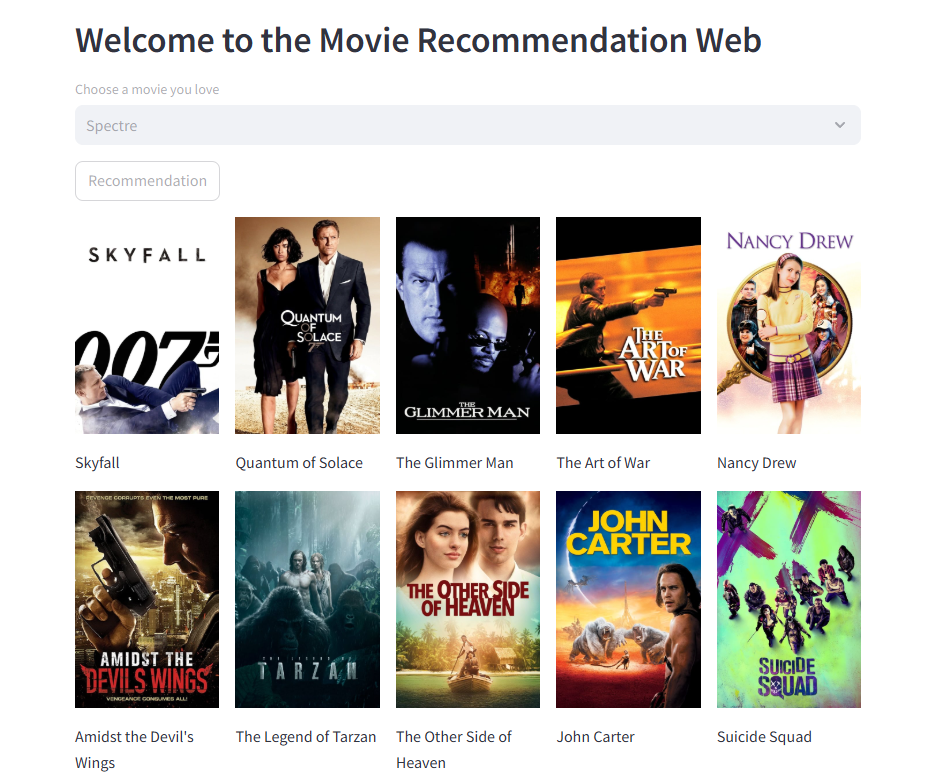 Welcome to the Movie Recommendation Web
Choose a movie you love
Spectre
Recommendation
SKYFALL
007
QUANTUM
OF
SOLACE
007
THE
GLIMMER MAN
THE
ART OF
WAR
NANCY DREW
Skyfall
Quantum of Solace
The Glimmer Man
The Art of War
Nancy Drew
REVENGE CORRUPTS EVEN THE MOST PURE
AMIDST THE
DEVILS WINGS
VENGEANCE CONSUMES ALL!
THE LEGEND OF
TARZAN
THE OTHER SIDE
OF HEAVEN
JOHN
CARTER
SUICIDE
SQUAD
Amidst the Devil's
Wings
The Legend of Tarzan
The Other Side of
Heaven
John Carter
Suicide Squad